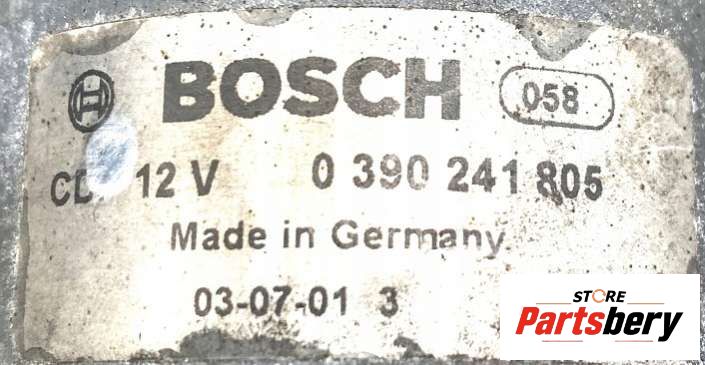 BOSCH 058
12 V 0 390 241 805
Made in Germany
03-07-01 3
STORE
Partsbery